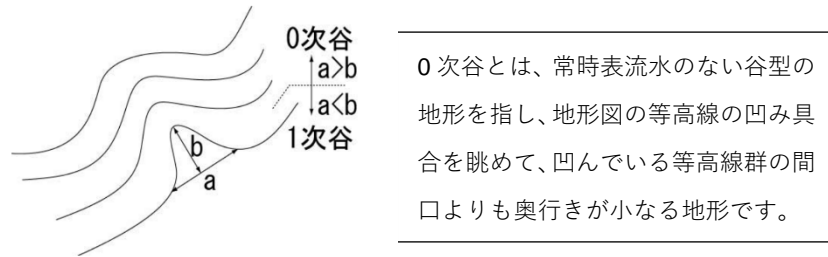 0次谷
a>b
a<b
1次谷
b
a
0 次谷とは、常時表流水のない谷型の
地形を指し、地形図の等高線の凹み具
合を眺めて、凹んでいる等高線群の間
口よりも奥行きが小なる地形です。